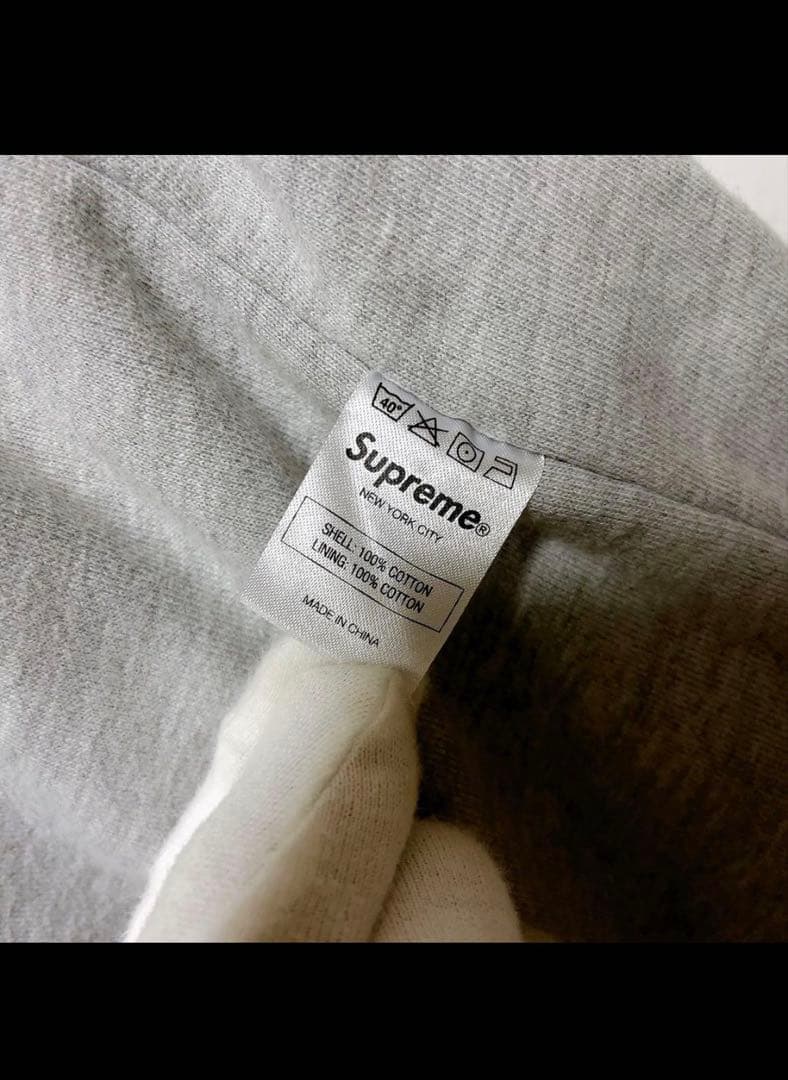 40°
Supreme®
NEW YORK CITY
SHELL: 100% COTTON
LINING: 100% COTTON
MADE IN CHINA